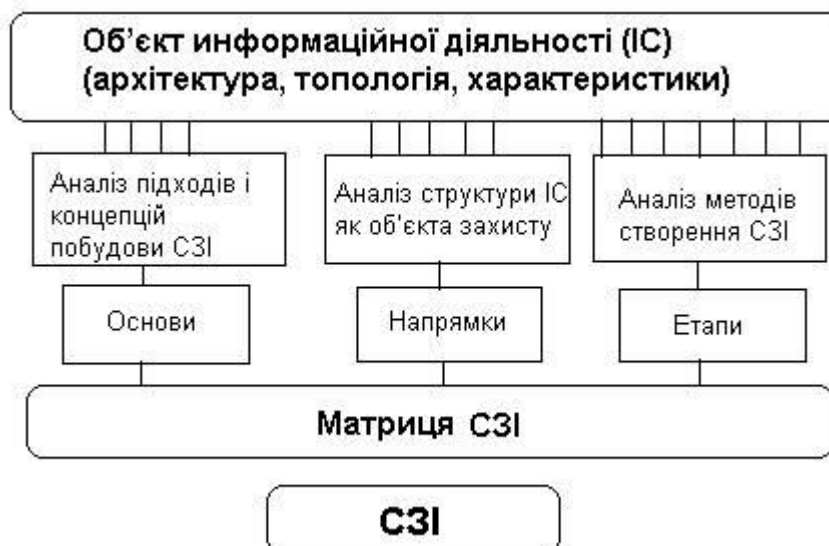 Об'єкт информаційної діяльності (ІС)
(архітектура, топологія, характеристики)
Аналіз підходів і
концепцій
побудови СЗІ
Аналіз структури ІС
як об'єкта захисту
Аналіз методів
створення СЗІ
Основи
Напрямки
Етапи
Матриця СЗІ
СЗІ